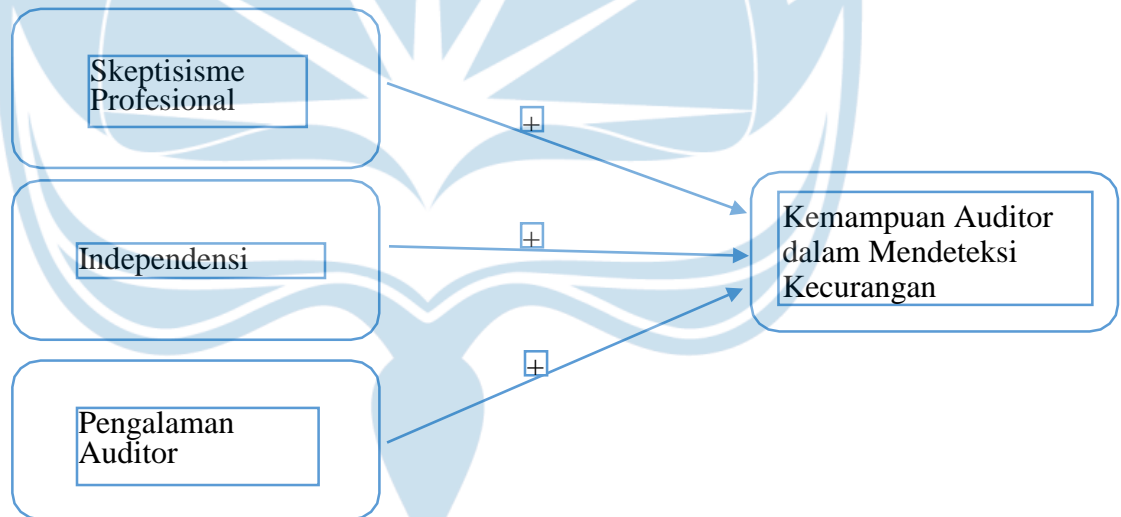 Skeptisisme
Profesional
+
Independensi
+
Kemampuan Auditor
dalam Mendeteksi
Kecurangan
+
Pengalaman
Auditor